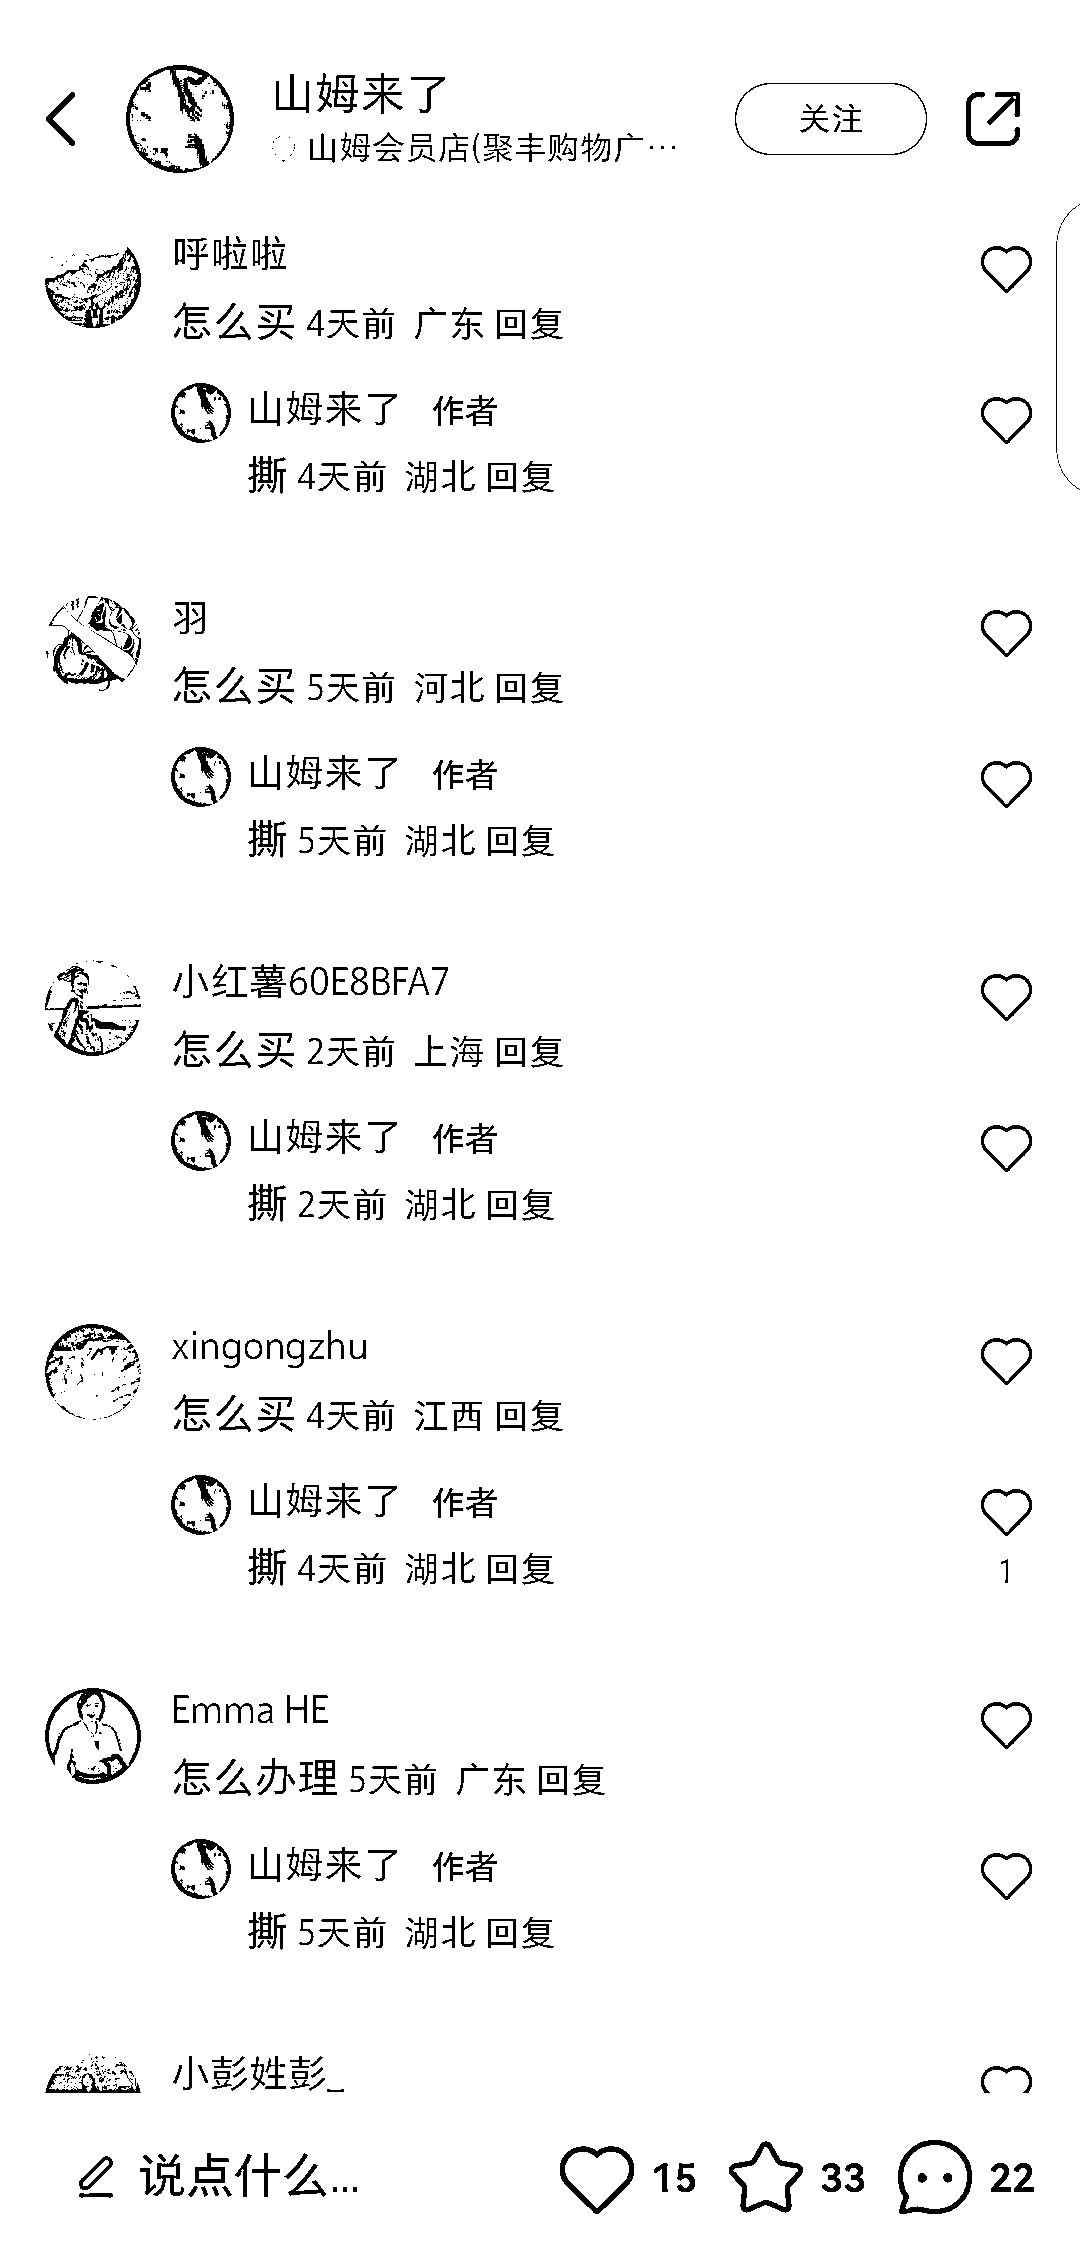 山姆来了
山姆会员店(聚丰购物广…
关注
呼啦啦
怎么买 4天前 广东 回复
山姆来了 作者
撕 4天前 湖北 回复
羽
怎么买 5天前 河北 回复
山姆来了 作者
撕 5天前 湖北 回复
小红薯60E8BFA7
怎么买 2天前 上海 回复
山姆来了 作者
撕 2天前 湖北 回复
xingongzhu
怎么买 4天前 江西 回复
山姆来了 作者
撕 4天前 湖北 回复
1
Emma HE
怎么办理 5天前 广东 回复
山姆来了 作者
撕 5天前 湖北 回复
小彭姓彭_
说点什么... 15 33 22